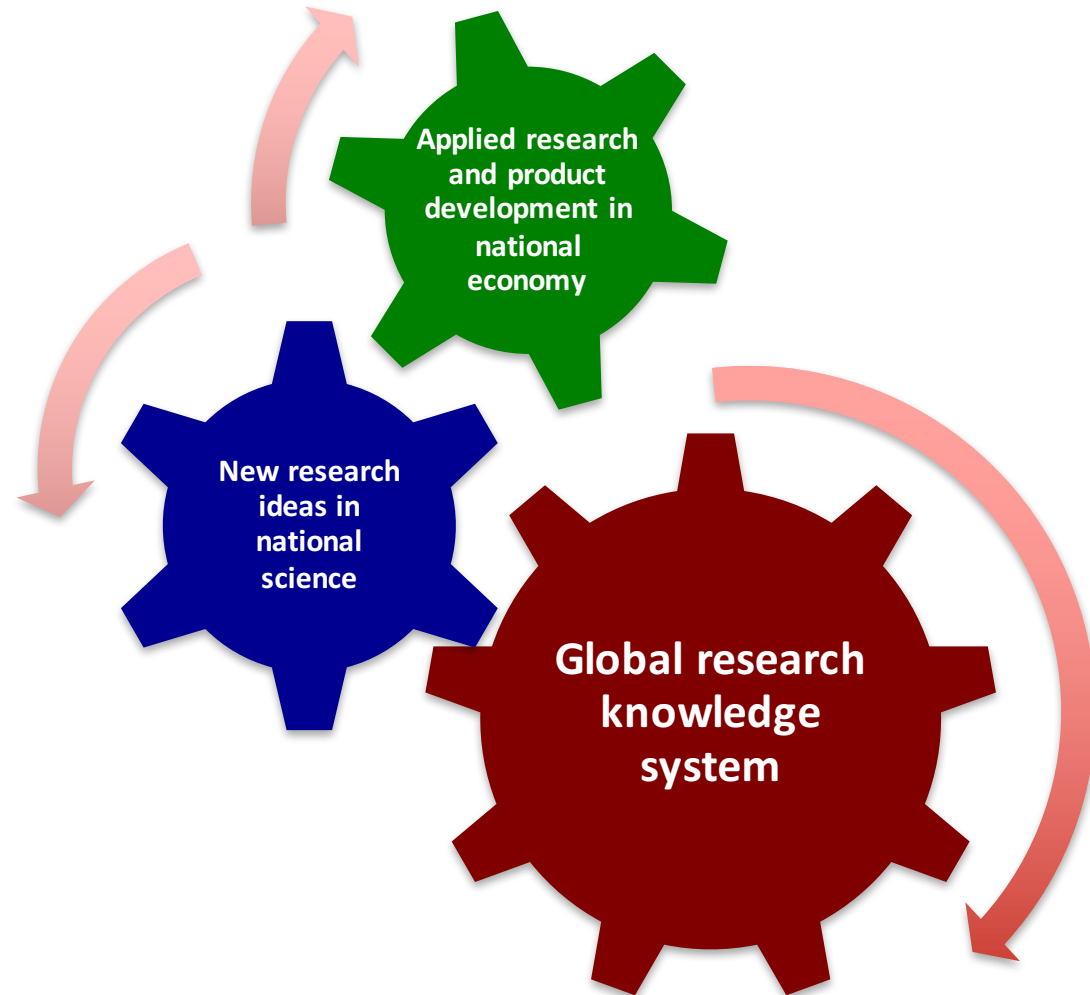 Applied research
and product
development in
national
economy
New research
ideas in
national
science
Global research
knowledge
system